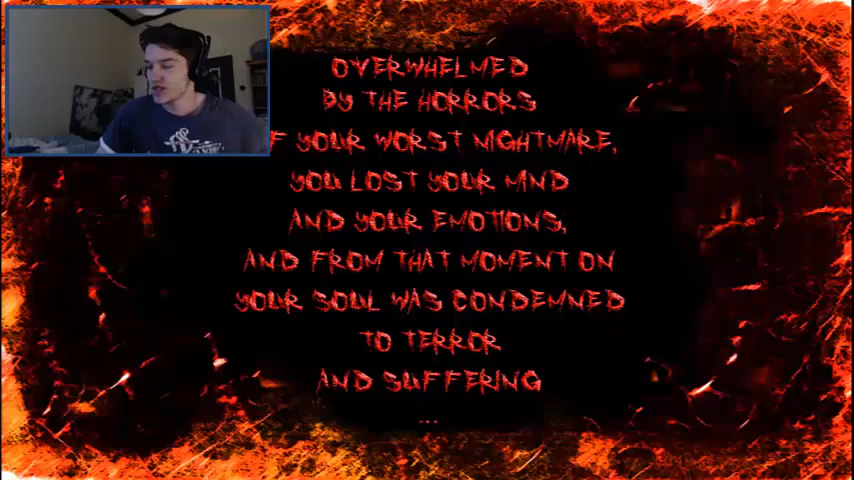 OVERWHELMED
BY THE HORRORS
F YOUR WORST NIGHTMARE,
YOU LOST YOUR MIND
AND YOUR EMOTIONS,
AND FROM THAT MOMENT ON
YOUR SOUL WAS CONDEMNED
TO TERROR
AND SUFFERING
...